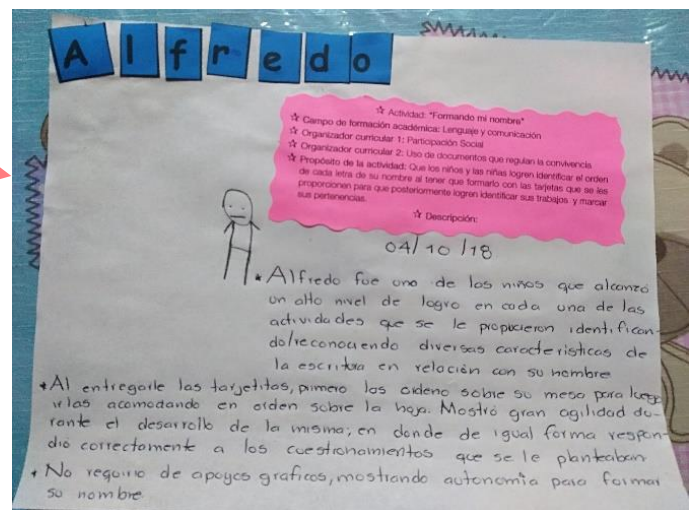 Alfredo
☆ Actividad: "Formando mi nombre"
☆ Campo de formación académica: Lenguaje y comunicación
☆ Organizador curricular 1: Participación Social
☆ Organizador curricular 2: Uso de documentos que regulan la convivencia
☆ Propósito de la actividad: Que los niños y las niñas logren identificar el orden
de cada letra de su nombre al tener que formarlo con las tarjetas que se les
proporcionen para que posteriormente logren identificar sus trabajos y marcar
sus pertenencias.
☆ Descripción:
04/10/18
* Alfredo fue uno de los niños que alcanzó
un alto nivel de logro en cada una de las
actividades que se le propusieron identifican-
do/reconociendo diversas características de
la escritura en relación con su nombre
* Al entregarle las tarjetitas, primero las ordeno sobre su mesa para luego
irlas acomodando en orden sobre la hoja. Mostró gran agilidad du-
rante el desarrollo de la misma, en donde de igual forma respon-
dió correctamente a los cuestionamientos que se le planteaban
* No requirio de apoyos graficos, mostrando autonomía para formar
su nombre